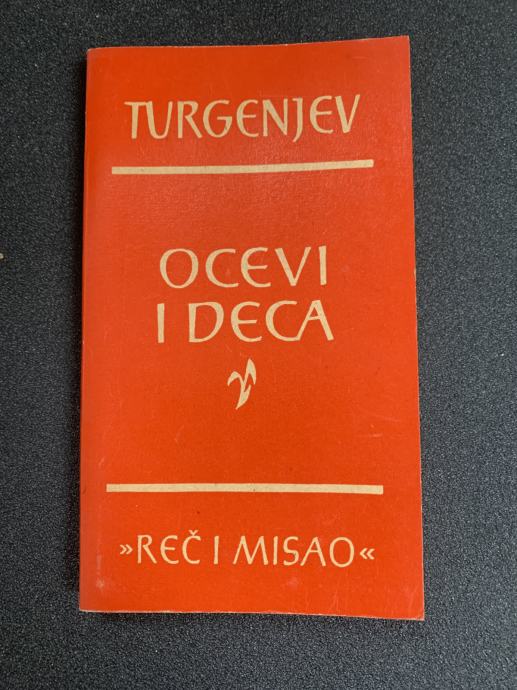 TURGENJEV
OCEVI
I DECA
»REČ I MISAO«